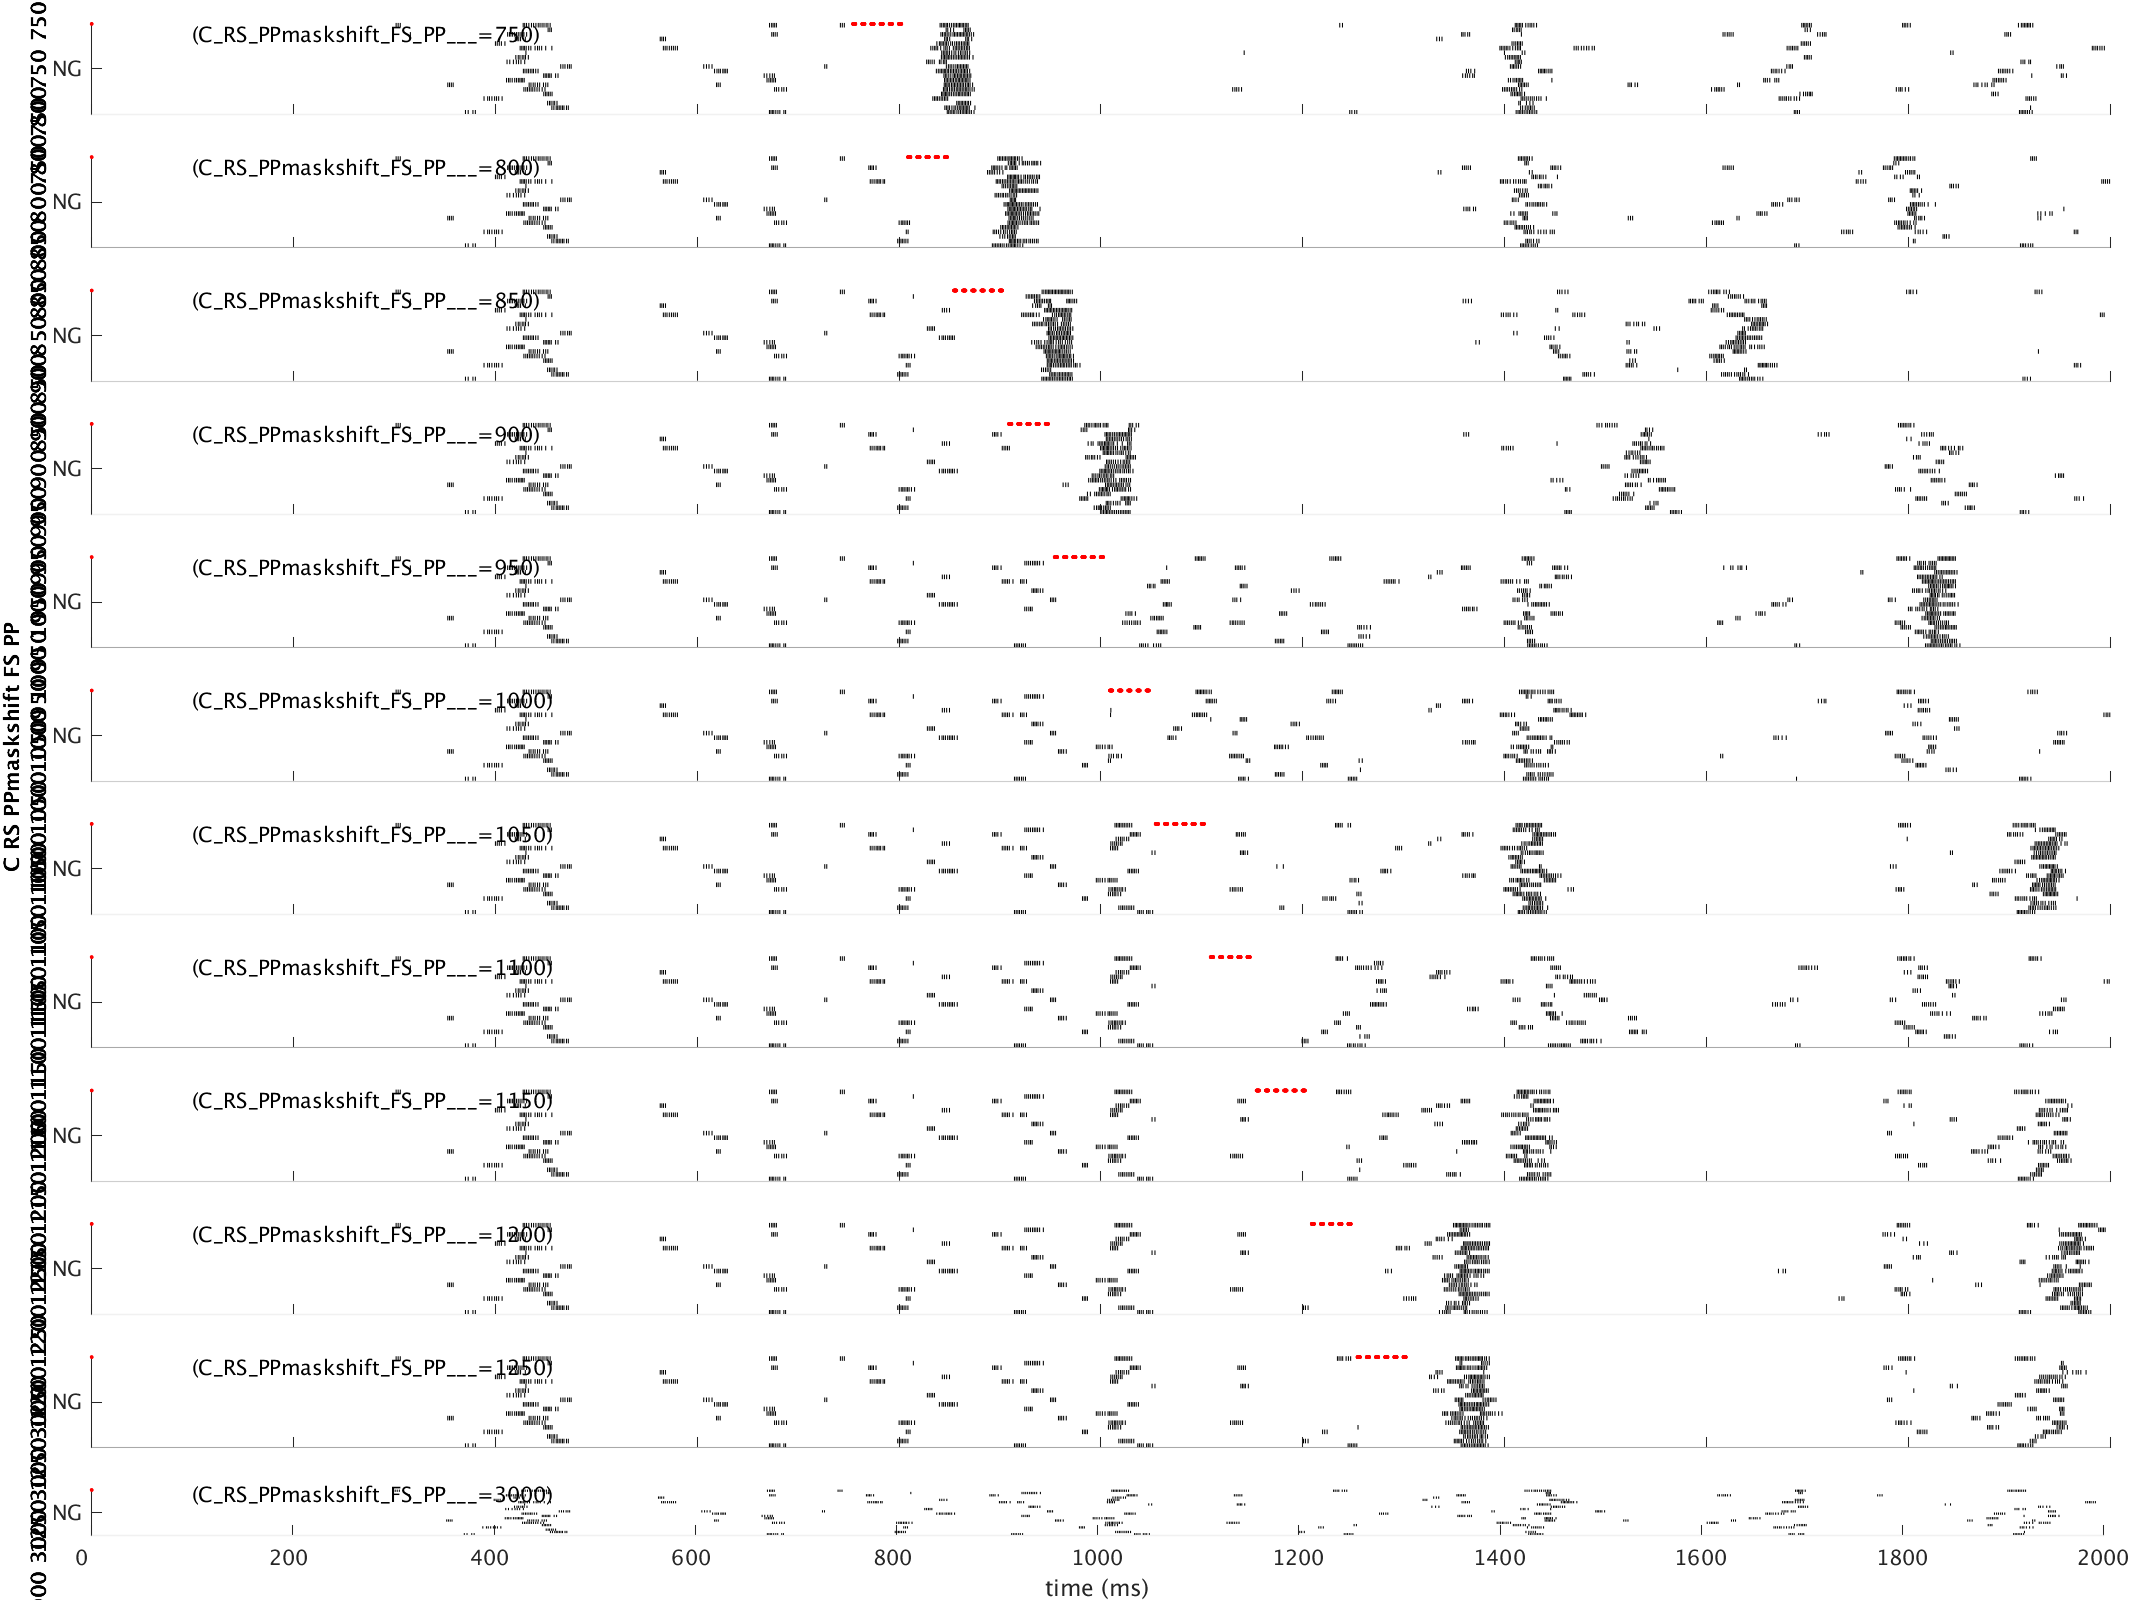 (C_RS_PPmaskshift_FS_PP___=750)
NG
(C_RS_PPmaskshift_FS_PP___=800)
NG
(C_RS_PPmaskshift_FS_PP___=850)
NG
(C_RS_PPmaskshift_FS_PP___=900)
NG
(C_RS_PPmaskshift_FS_PP___=950)
NG
(C_RS_PPmaskshift_FS_PP___=1000)
NG
(C_RS_PPmaskshift_FS_PP___=1050)
NG
(C_RS_PPmaskshift_FS_PP___=1100)
NG
(C_RS_PPmaskshift_FS_PP___=1150)
NG
(C_RS_PPmaskshift_FS_PP___=1200)
NG
(C_RS_PPmaskshift_FS_PP___=1250)
NG
(C_RS_PPmaskshift_FS_PP___=3000)
NG
0 200 400 600 800 1000 1200 1400 1600 1800 2000
time (ms)
C RS PPmaskshift FS PP
750